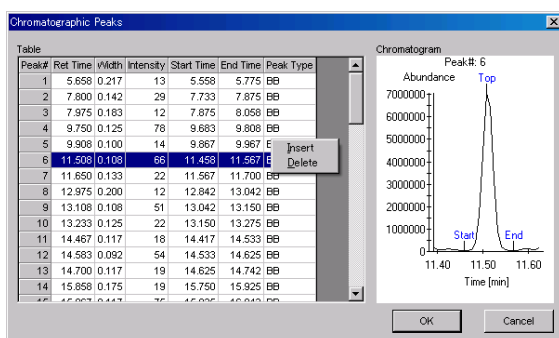 Chromatographic Peaks
Table
Peak# Ret Time Width Intensity Start Time End Time Peak Type
1 5.658 0.217 13 5.558 5.775 BB
2 7.800 0.142 29 7.733 7.875 BB
3 7.975 0.183 12 7.875 8.058 BB
4 9.750 0.125 78 9.683 9.808 BB
5 9.908 0.100 14 9.867 9.967
6 11.508 0.108 66 11.458 11.567
7 11.650 0.133 22 11.567 11.700 BB
8 12.975 0.200 12 12.842 13.042 BB
9 13.108 0.108 51 13.042 13.150 BB
10 13.233 0.125 22 13.150 13.275 BB
11 14.467 0.117 18 14.417 14.533 BB
12 14.583 0.092 54 14.533 14.625 BB
13 14.700 0.117 19 14.625 14.742 BB
14 15.858 0.175 19 15.750 15.925 BB
Insert
Delete
Chromatogram
Peak#: 6
Abundance Top
7000000
6000000
5000000
4000000
3000000
2000000
1000000
0
Start End
11.40 11.50 11.60
Time [min]
OK Cancel